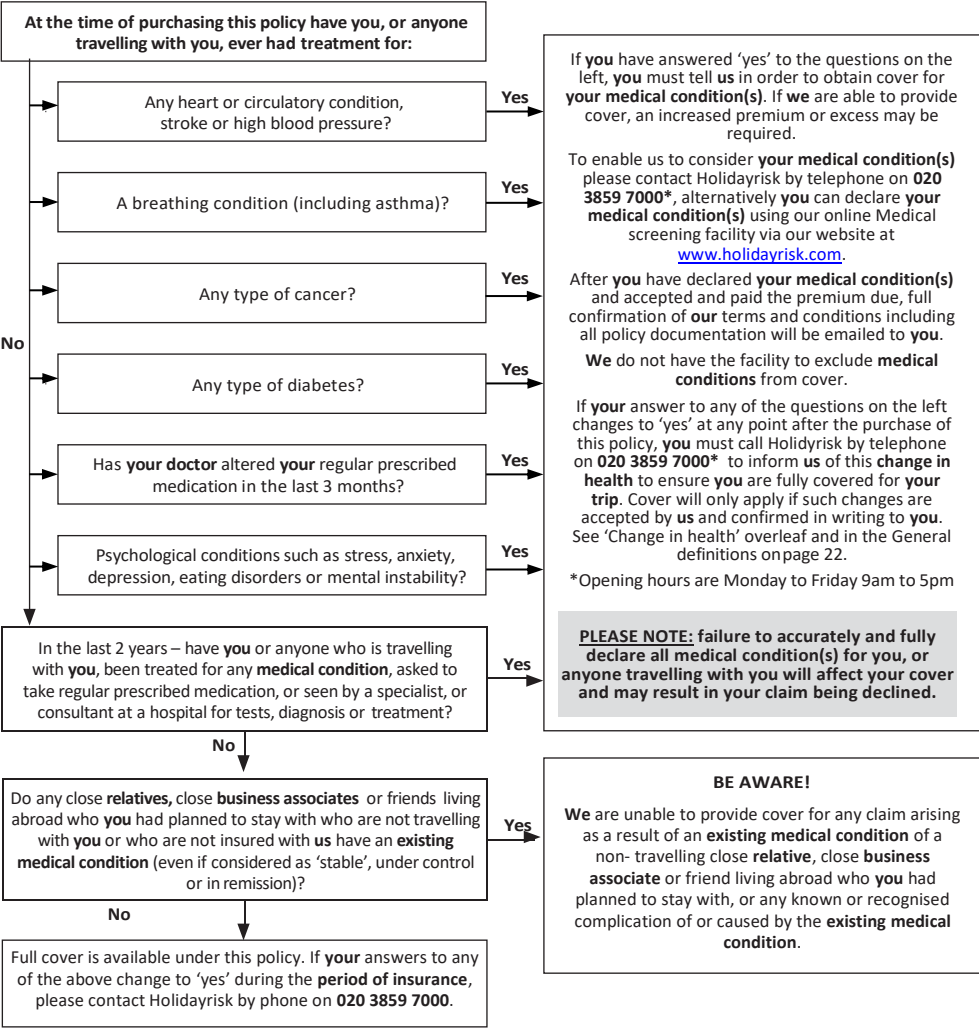 At the time of purchasing this policy have you, or anyone
travelling with you, ever had treatment for:
Any heart or circulatory condition,
stroke or high blood pressure?
Yes
A breathing condition (including asthma)?
Yes
Any type of cancer?
Yes
No
Any type of diabetes?
Yes
Has your doctor altered your regular prescribed
medication in the last 3 months?
Yes
Psychological conditions such as stress, anxiety,
depression, eating disorders or mental instability?
Yes
In the last 2 years – have you or anyone who is travelling
with you, been treated for any medical condition, asked to
take regular prescribed medication, or seen by a specialist, or
consultant at a hospital for tests, diagnosis or treatment?
Yes
If you have answered ‘yes’ to the questions on the
left, you must tell us in order to obtain cover for
your medical condition(s). If we are able to provide
cover, an increased premium or excess may be
required.
To enable us to consider your medical condition(s)
please contact Holidayrisk by telephone on 020
3859 7000*, alternatively you can declare your
medical condition(s) using our online Medical
screening facility via our website at
www.holidayrisk.com.
After you have declared your medical condition(s)
and accepted and paid the premium due, full
confirmation of our terms and conditions including
all policy documentation will be emailed to you.
We do not have the facility to exclude medical
conditions from cover.
If your answer to any of the questions on the left
changes to ‘yes’ at any point after the purchase of
this policy, you must call Holidyrisk by telephone
on 020 3859 7000* to inform us of this change in
health to ensure you are fully covered for your
trip. Cover will only apply if such changes are
accepted by us and confirmed in writing to you.
See ‘Change in health’ overleaf and in the General
definitions on page 22.
*Opening hours are Monday to Friday 9am to 5pm
PLEASE NOTE: failure to accurately and fully
declare all medical condition(s) for you, or
anyone travelling with you will affect your cover
and may result in your claim being declined.
No
Do any close relatives, close business associates or friends living
abroad who you had planned to stay with who are not travelling
with you or who are not insured with us have an existing
medical condition (even if considered as ‘stable’, under control
or in remission)?
Yes
BE AWARE!
We are unable to provide cover for any claim arising
as a result of an existing medical condition of a
non- travelling close relative, close business
associate or friend living abroad who you had
planned to stay with, or any known or recognised
complication of or caused by the existing medical
condition.
No
Full cover is available under this policy. If your answers to any
of the above change to ‘yes’ during the period of insurance,
please contact Holidayrisk by phone on 020 3859 7000.